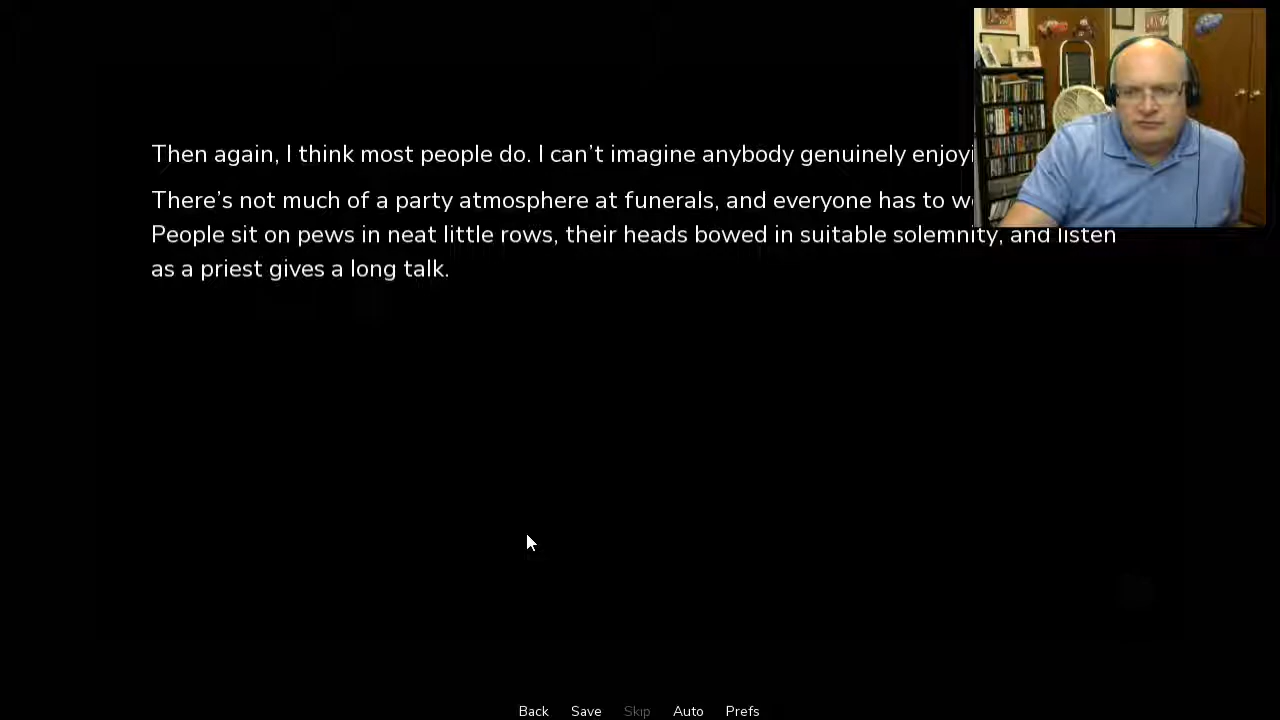 Then again, I think most people do. I can’t imagine anybody genuinely
There’s not much of a party atmosphere at funerals, and everyone has to
People sit on pews in neat little rows, their heads bowed in suitable solemnity, and listen
as a priest gives a long talk.
Back Save Skip Auto Prefs